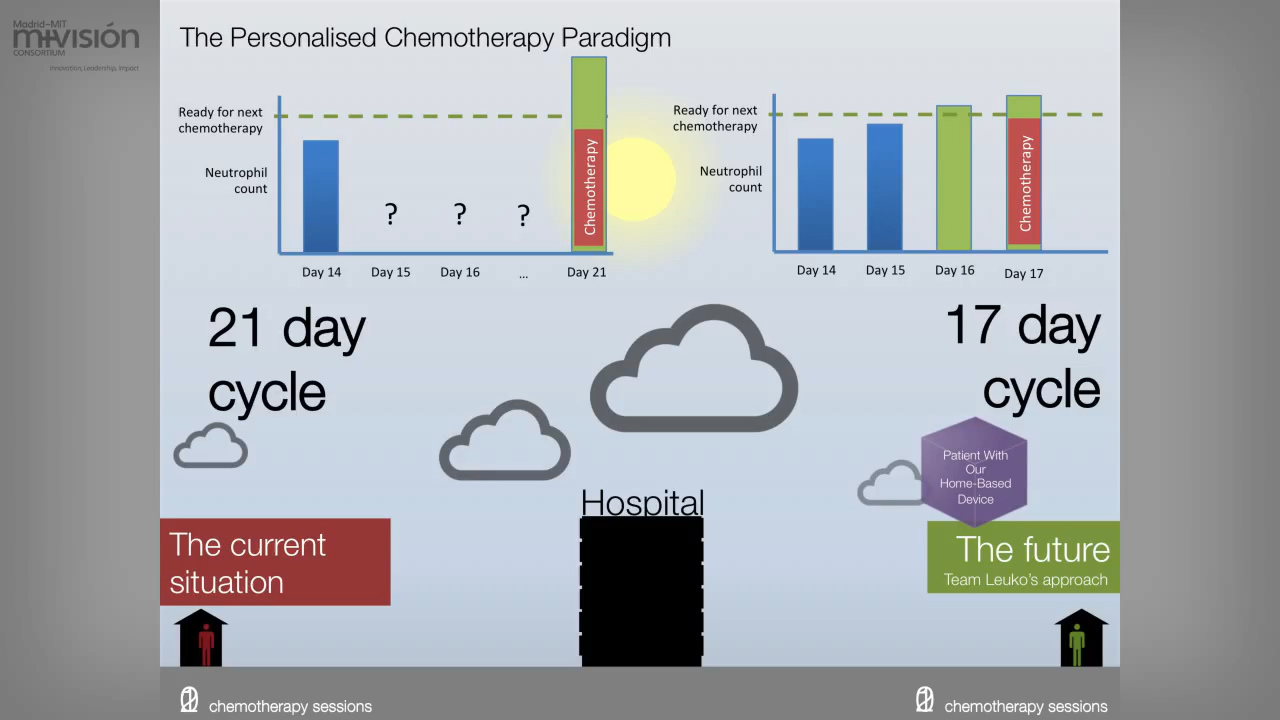 Madrid-MIT
m+visión
CONSORTIUM
Innovation, Leadership, Impact
The Personalised Chemotherapy Paradigm
Ready for next
chemotherapy
Neutrophil
count
?
?
?
Chemotherapy
Day 14
Day 15
Day 16
...
Day 21
Ready for next
chemotherapy
Neutrophil
count
Chemotherapy
Day 14
Day 15
Day 16
Day 17
21 day
cycle
17 day
cycle
Patient With
Our
Home-Based
Device
Hospital
The current
situation
The future
Team Leuko's approach
chemotherapy sessions
chemotherapy sessions